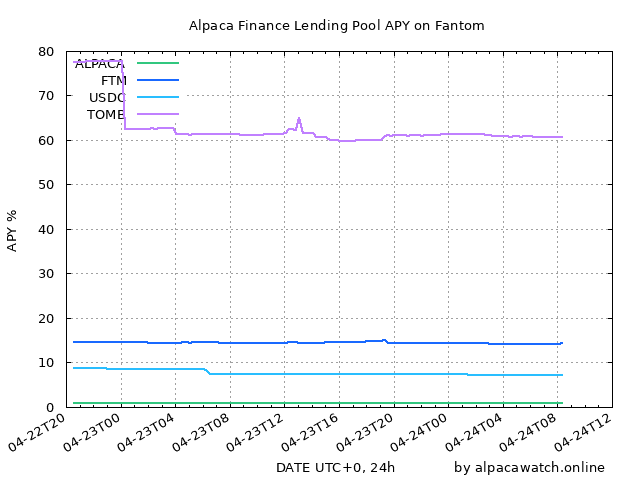 Alpaca Finance Lending Pool APY on Fantom
APY %
80
70
60
50
40
30
20
10
0
ALPACA
FTM
USDC
TOMB
04-22T20
04-23T00
04-23T04
04-23T08
04-23T12
04-23T16
04-23T20
04-24T00
04-24T04
04-24T08
04-24T12
DATE UTC+0, 24h
by alpacawatch.online